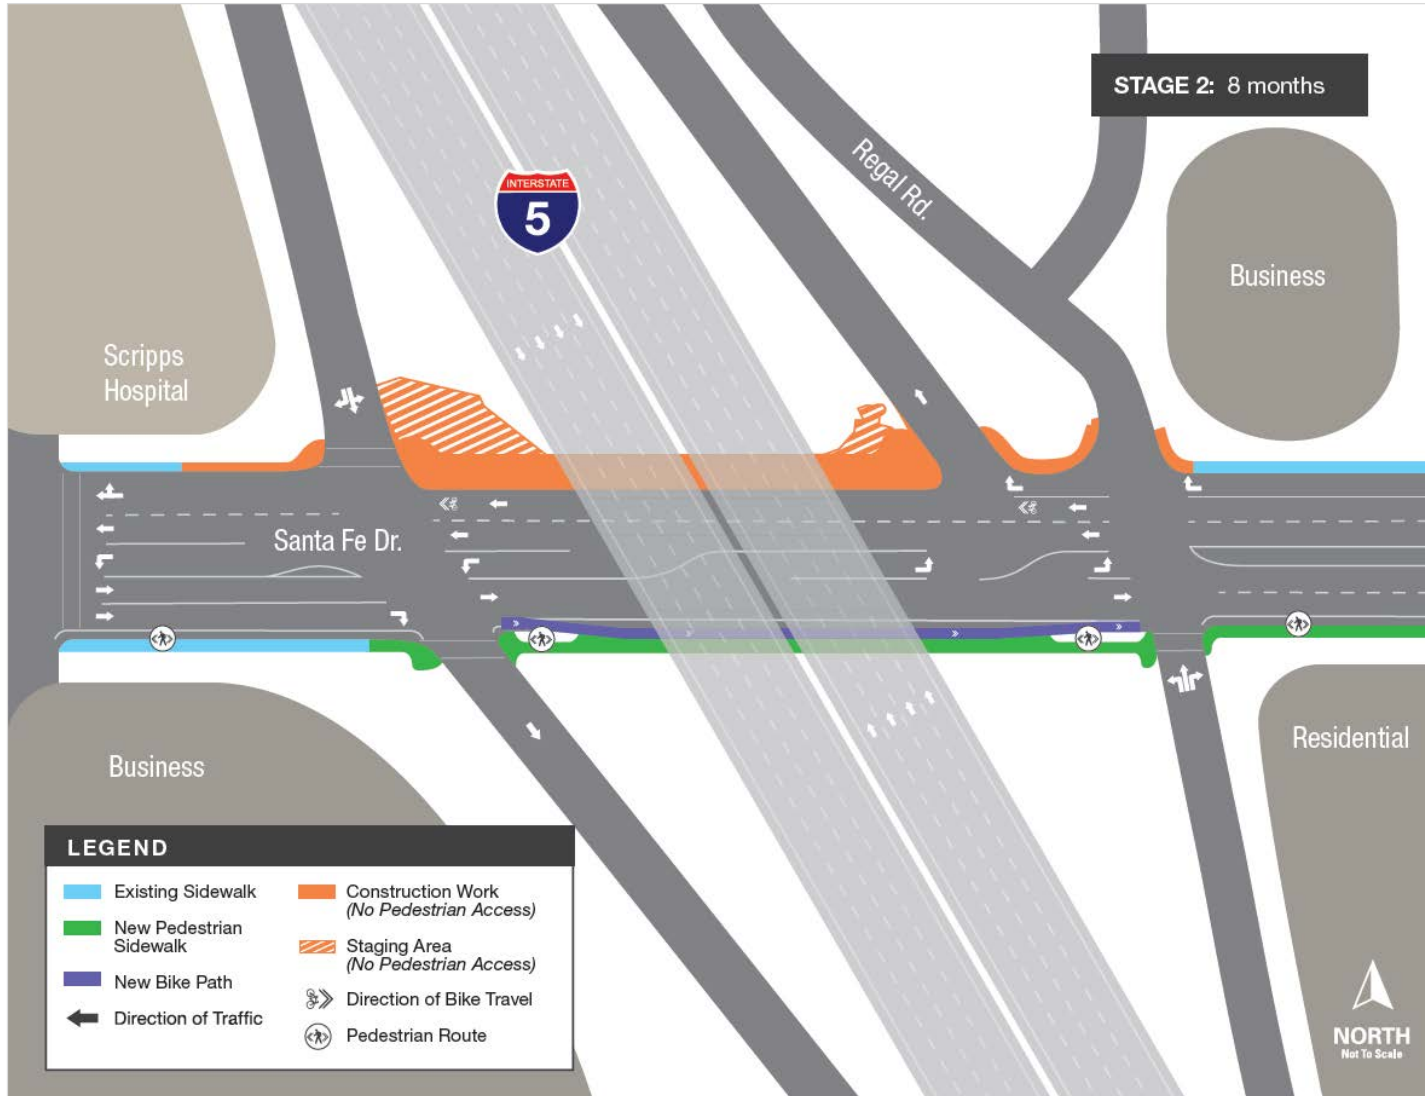 STAGE 2: 8 months
Regal Rd.
INTERSTATE
5
Business
Scripps
Hospital
Santa Fe Dr.
Business
Residential
LEGEND
Existing Sidewalk
New Pedestrian
Sidewalk
New Bike Path
Direction of Traffic
Construction Work
(No Pedestrian Access)
Staging Area
(No Pedestrian Access)
Direction of Bike Travel
Pedestrian Route
NORTH
Not To Scale